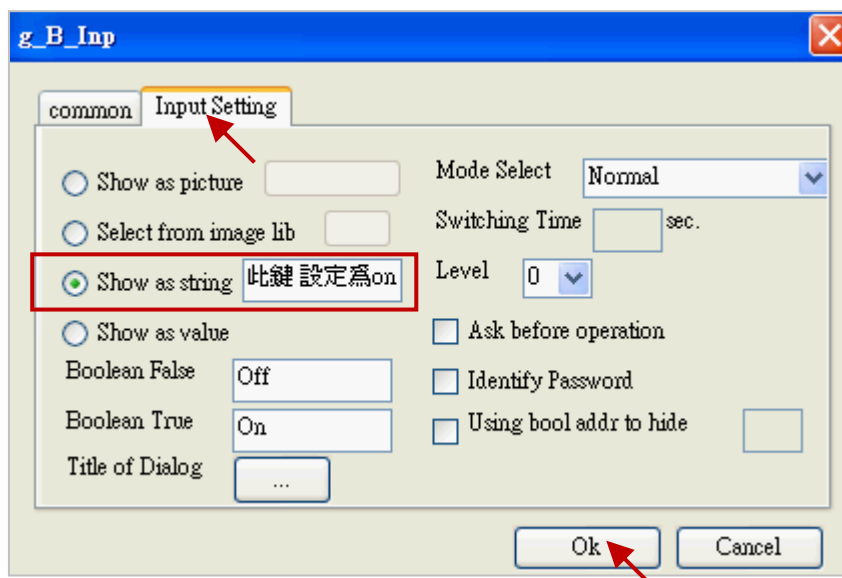 g_B_Inp
common
Input Setting
Show as picture
Select from image lib
Show as string 此鍵 設定爲on
Show as value
Boolean False Off
Boolean True On
Title of Dialog ...
Mode Select Normal
Switching Time sec.
Level 0
Ask before operation
Identify Password
Using bool addr to hide
Ok
Cancel